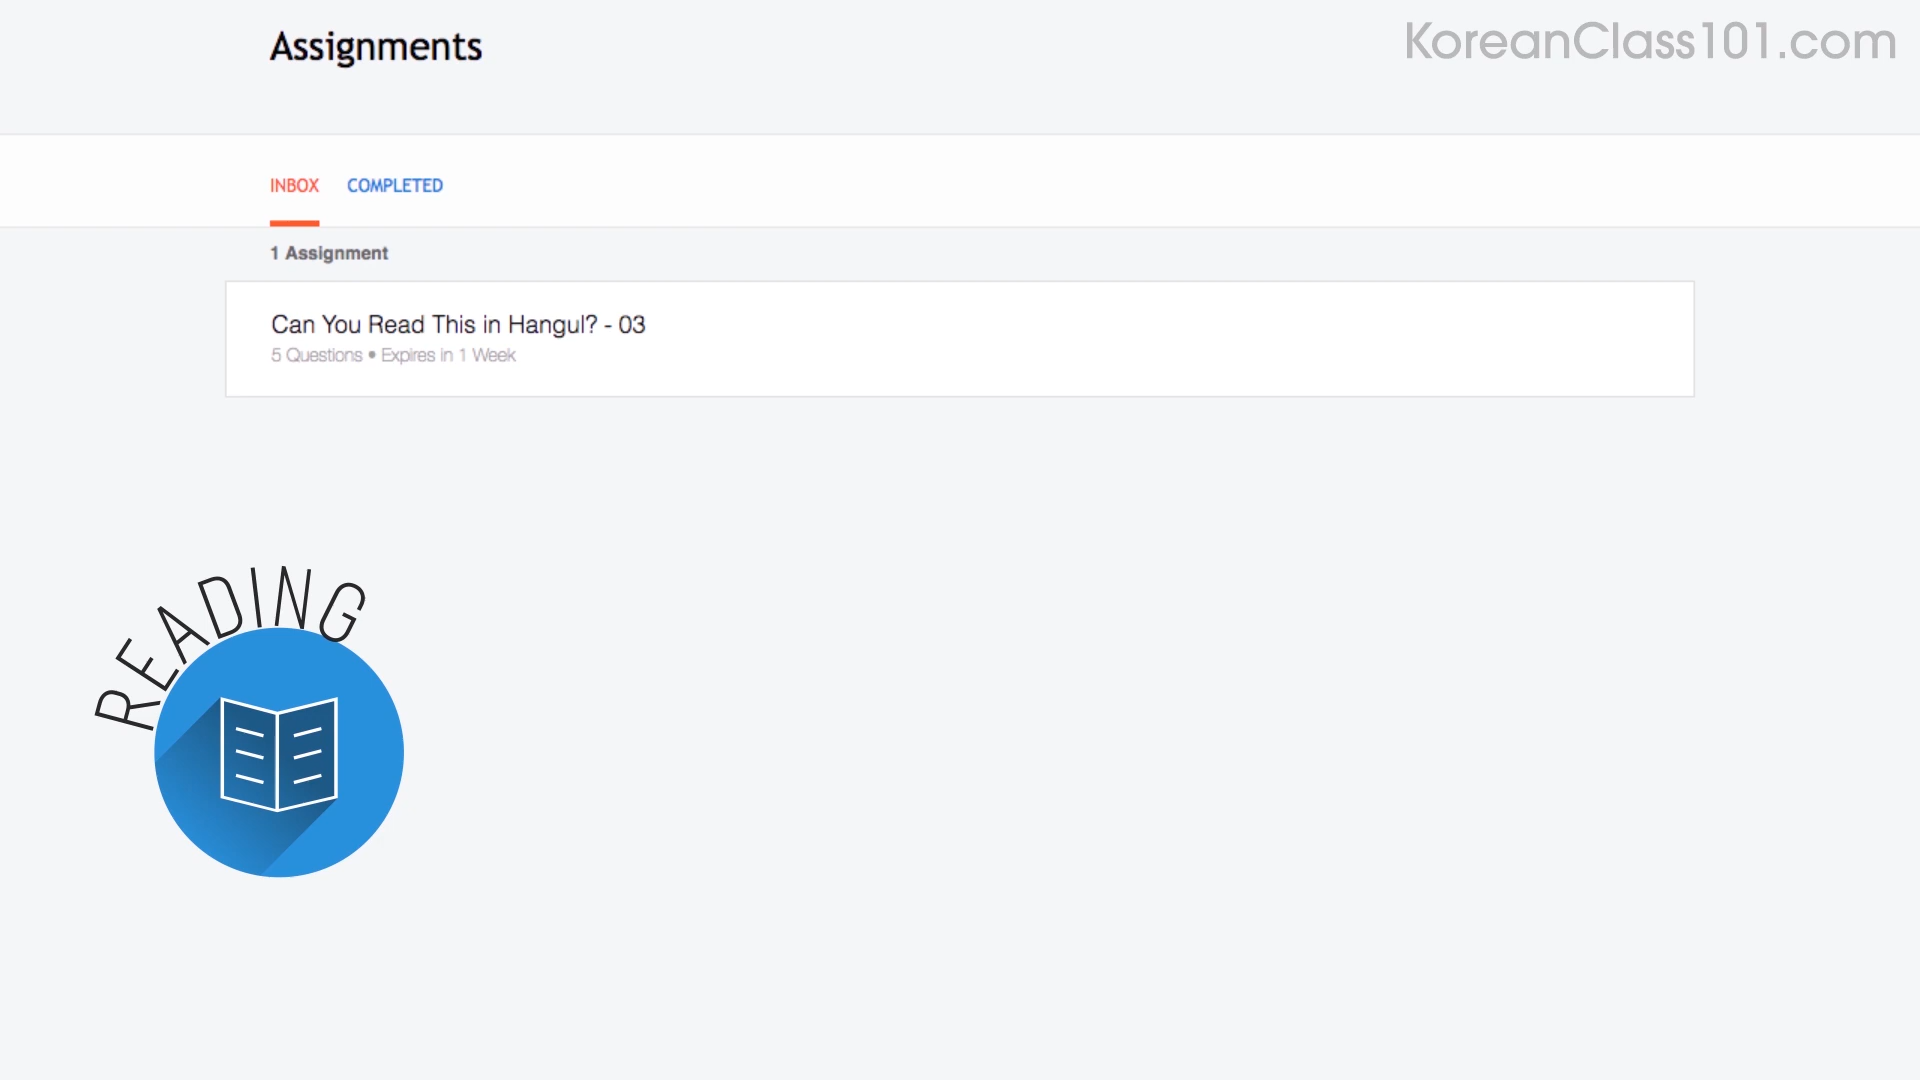 Assignments
KoreanClass101.com
INBOX COMPLETED
1 Assignment
Can You Read This in Hangul? - 03
5 Questions • Expires in 1 Week
READING